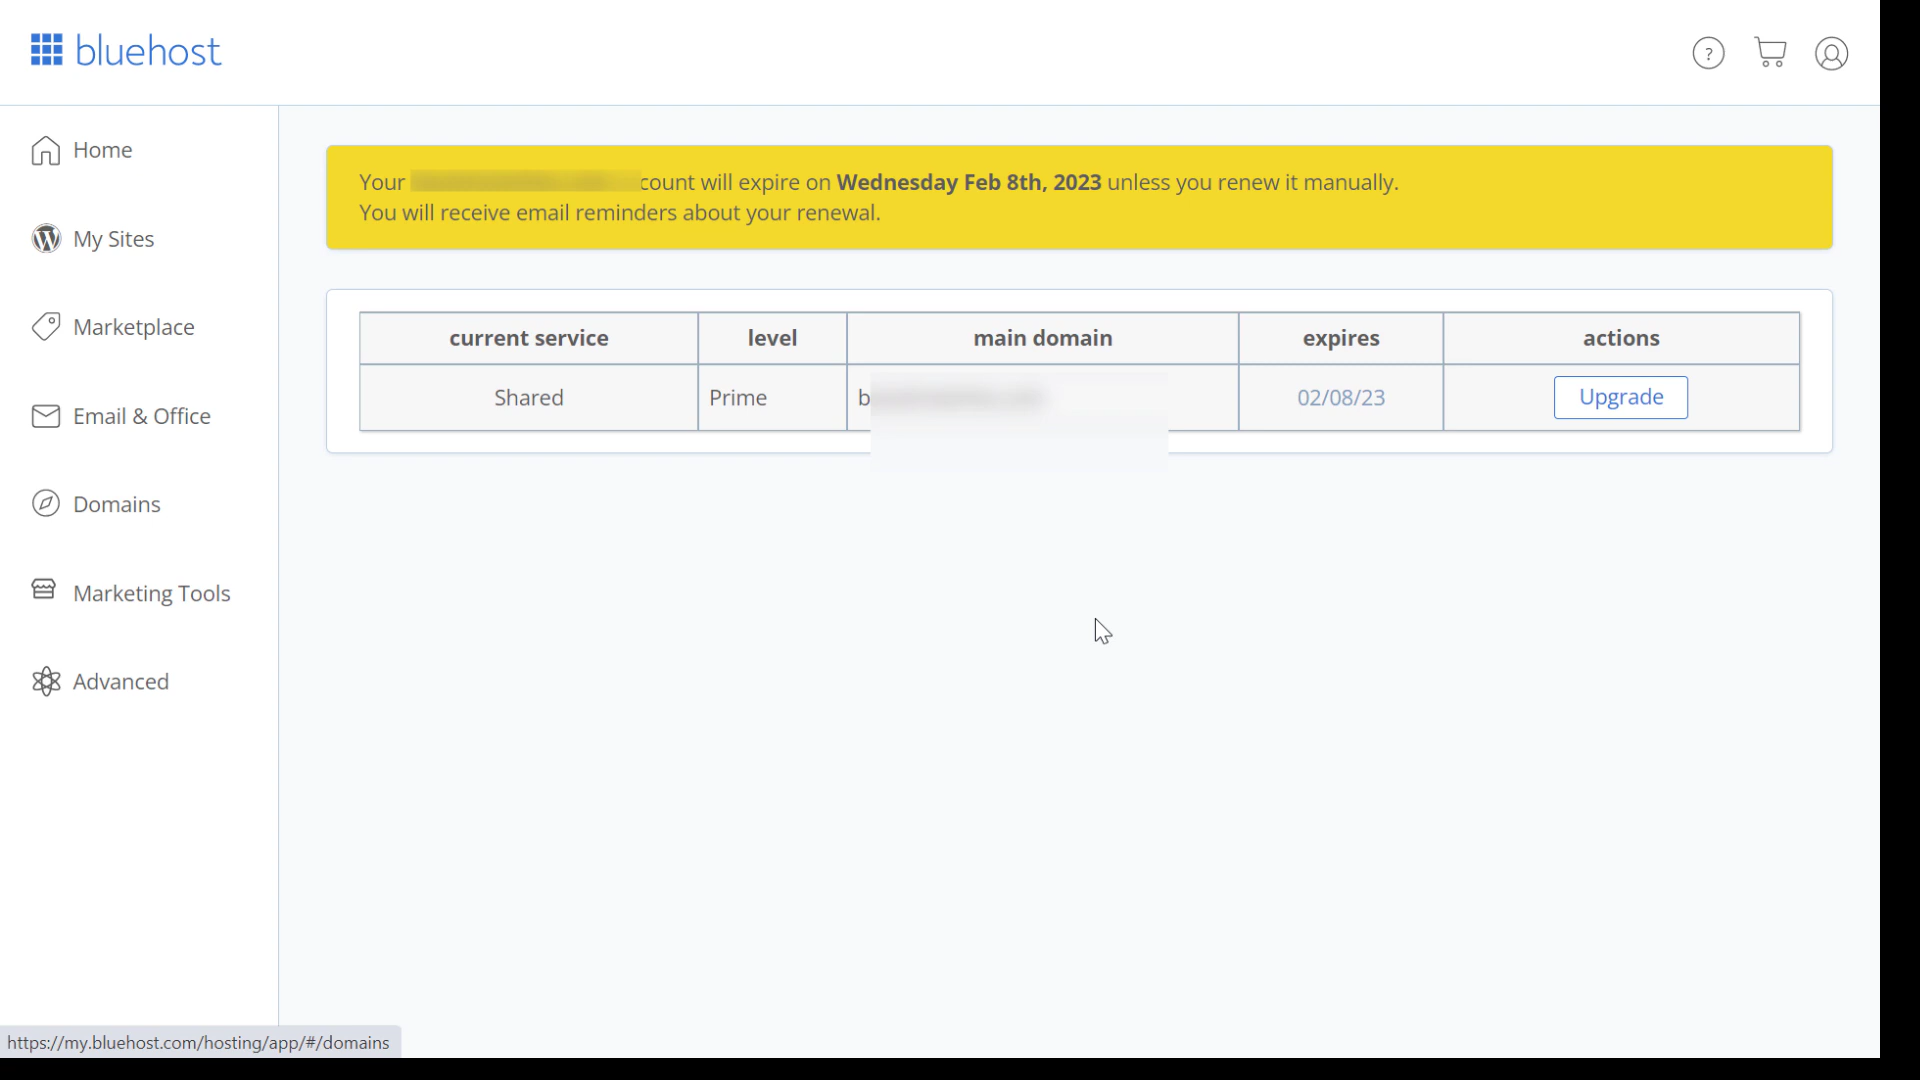 bluehost
?
Home
My Sites
Marketplace
Email & Office
Domains
Marketing Tools
Advanced
Your count will expire on Wednesday Feb 8th, 2023 unless you renew it manually.
You will receive email reminders about your renewal.
current service level main domain expires actions
Shared Prime b 02/08/23 Upgrade
https://my.bluehost.com/hosting/app/#/domains